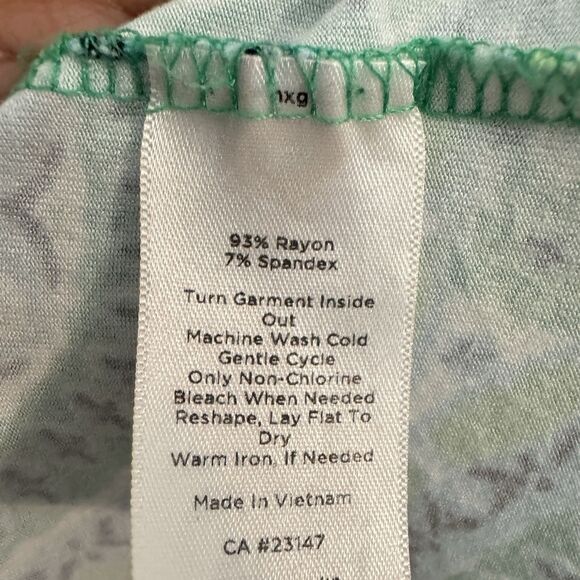 93% Rayon
7% Spandex
Turn Garment Inside
Out
Machine Wash Cold
Gentle Cycle
Only Non-Chlorine
Bleach When Needed
Reshape, Lay Flat To
Dry
Warm Iron, If Needed
Made In Vietnam
CA #23147